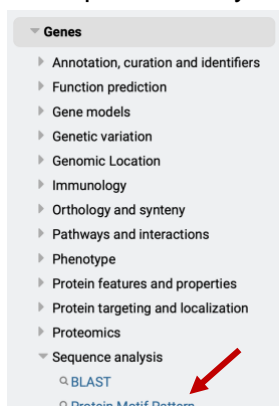 Genes
Annotation, curation and identifiers
Function prediction
Gene models
Genetic variation
Genomic Location
Immunology
Orthology and synteny
Pathways and interactions
Phenotype
Protein features and properties
Protein targeting and localization
Proteomics
Sequence analysis
BLAST
Protein Motif Pattern